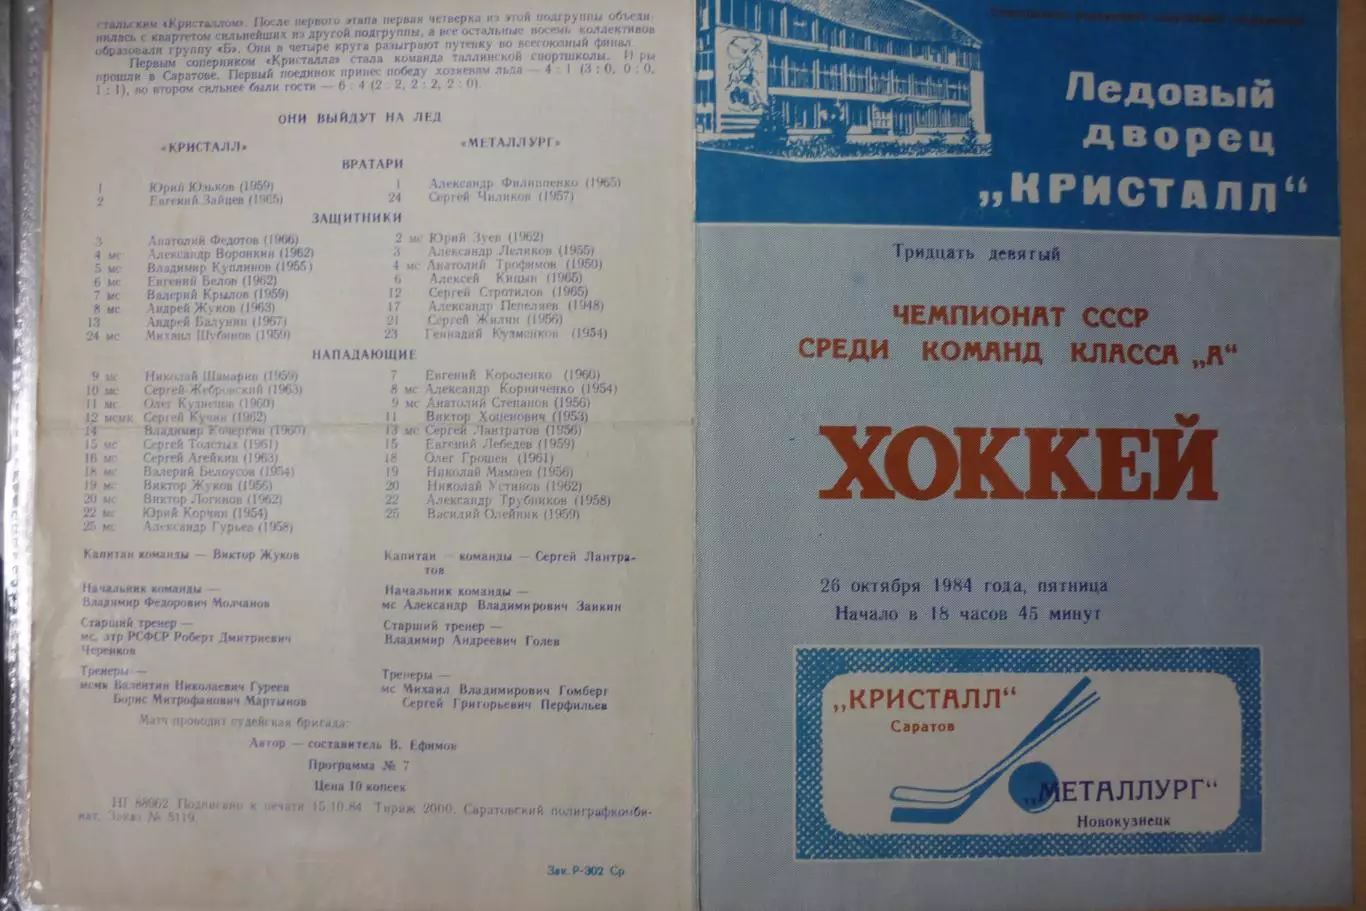 стальским «Кристаллом». После первого этапа первая четверка из этой подгруппы объеди-
нилась с квартетом сильнейших из другой подгруппы, а все остальные восемь коллективов
образовали группу «Б». Они в четыре круга разыграют путевку во всесоюзный финал.
Первым соперником «Кристалла» стала команда таллинской спортшколы. И ры
прошли в Саратове. Первый поединок принес победу хозяевам льда — 4 : 1 (3 : 0, 0 : 0,
1 : 1), во втором сильнее были гости — 6 : 4 (2 : 2, 2 : 2, 2 : 0).
ОНИ ВЫЙДУТ НА ЛЕД
«КРИСТАЛЛ» «МЕТАЛЛУРГ»
ВРАТАРИ
1 Юрий Юзьков (1959) 1 Александр Филиппенко (1965)
2 Евгений Зайцев (1965) 24 Сергей Чиликов (1957)
ЗАЩИТНИКИ
3 Анатолий Федотов (1966) 2 мс Юрий Зуев (1962)
4 мс Александр Воронкин (1962) 3 Александр Леликов (1955)
5 мс Владимир Куплинов (1955) 4 мс Анатолий Трофимов (1950)
6 мс Евгений Белов (1962) 6 Алексей Кицын (1965)
7 мс Валерий Крылов (1959) 12 Сергей Стротилов (1965)
8 мс Андрей Жуков (1963) 17 Александр Пепеляев (1948)
13 Андрей Балунин (1967) 21 Сергей Жилин (1956)
24 мс Михаил Шубинов (1959) 23 Геннадий Кузменков (1954)
НАПАДАЮЩИЕ
9 мс Николай Шамарин (1959) 7 Евгений Короленко (1960)
10 мс Сергей Жебровский (1963) 8 мс Александр Корниченко (1954)
11 мс Олег Кузнецов (1960) 9 мс Анатолий Степанов (1956)
12 мсмк Сергей Кучин (1962) 11 Виктор Хоценович (1953)
14 Владимир Кочергин (1960) 13 мс Сергей Лантратов (1956)
15 мс Сергей Толстых (1961) 15 Евгений Лебедев (1959)
16 мс Сергей Агейкин (1963) 18 Олег Грошев (1961)
18 мс Валерий Белоусов (1954) 19 Николай Мамаев (1956)
19 мс Виктор Жуков (1956) 20 Николай Устинов (1962)
20 мс Виктор Логинов (1962) 22 Александр Трубников (1958)
22 мс Юрий Корчин (1954) 25 Василий Олейник (1959)
25 мс Александр Гурьев (1958)
Капитан команды — Виктор Жуков
Начальник команды —
Владимир Федорович Молчанов
Старший тренер —
мс, зтр РСФСР Роберт Дмитриевич
Черенков
Тренеры —
мсмк Валентин Николаевич Гуреев
Борис Митрофанович Мартынов
Капитан — команды — Сергей Лантра-
тов
Начальник команды —
мс Александр Владимирович Заикин
Старший тренер —
Владимир Андреевич Голев
Тренеры —
мс Михаил Владимирович Гомберг
Сергей Григорьевич Перфильев
Матч проводит судейская бригада:
Автор — составитель В. Ефимов
Программа № 7
Цена 10 копеек
НГ 88962 Подписано к печати 15.10.84 Тираж 2000. Саратовский полиграфкомби-
нат. Заказ № 5119.
Зак. Р-302 Ср
Ледовый
дворец
„КРИСТАЛЛ"
Тридцать девятый
ЧЕМПИОНАТ СССР
СРЕДИ КОМАНД КЛАССА „А"
ХОККЕЙ
26 октября 1984 года, пятница
Начало в 18 часов 45 минут
„КРИСТАЛЛ"
Саратов
„МЕТАЛЛУРГ"
Новокузнецк